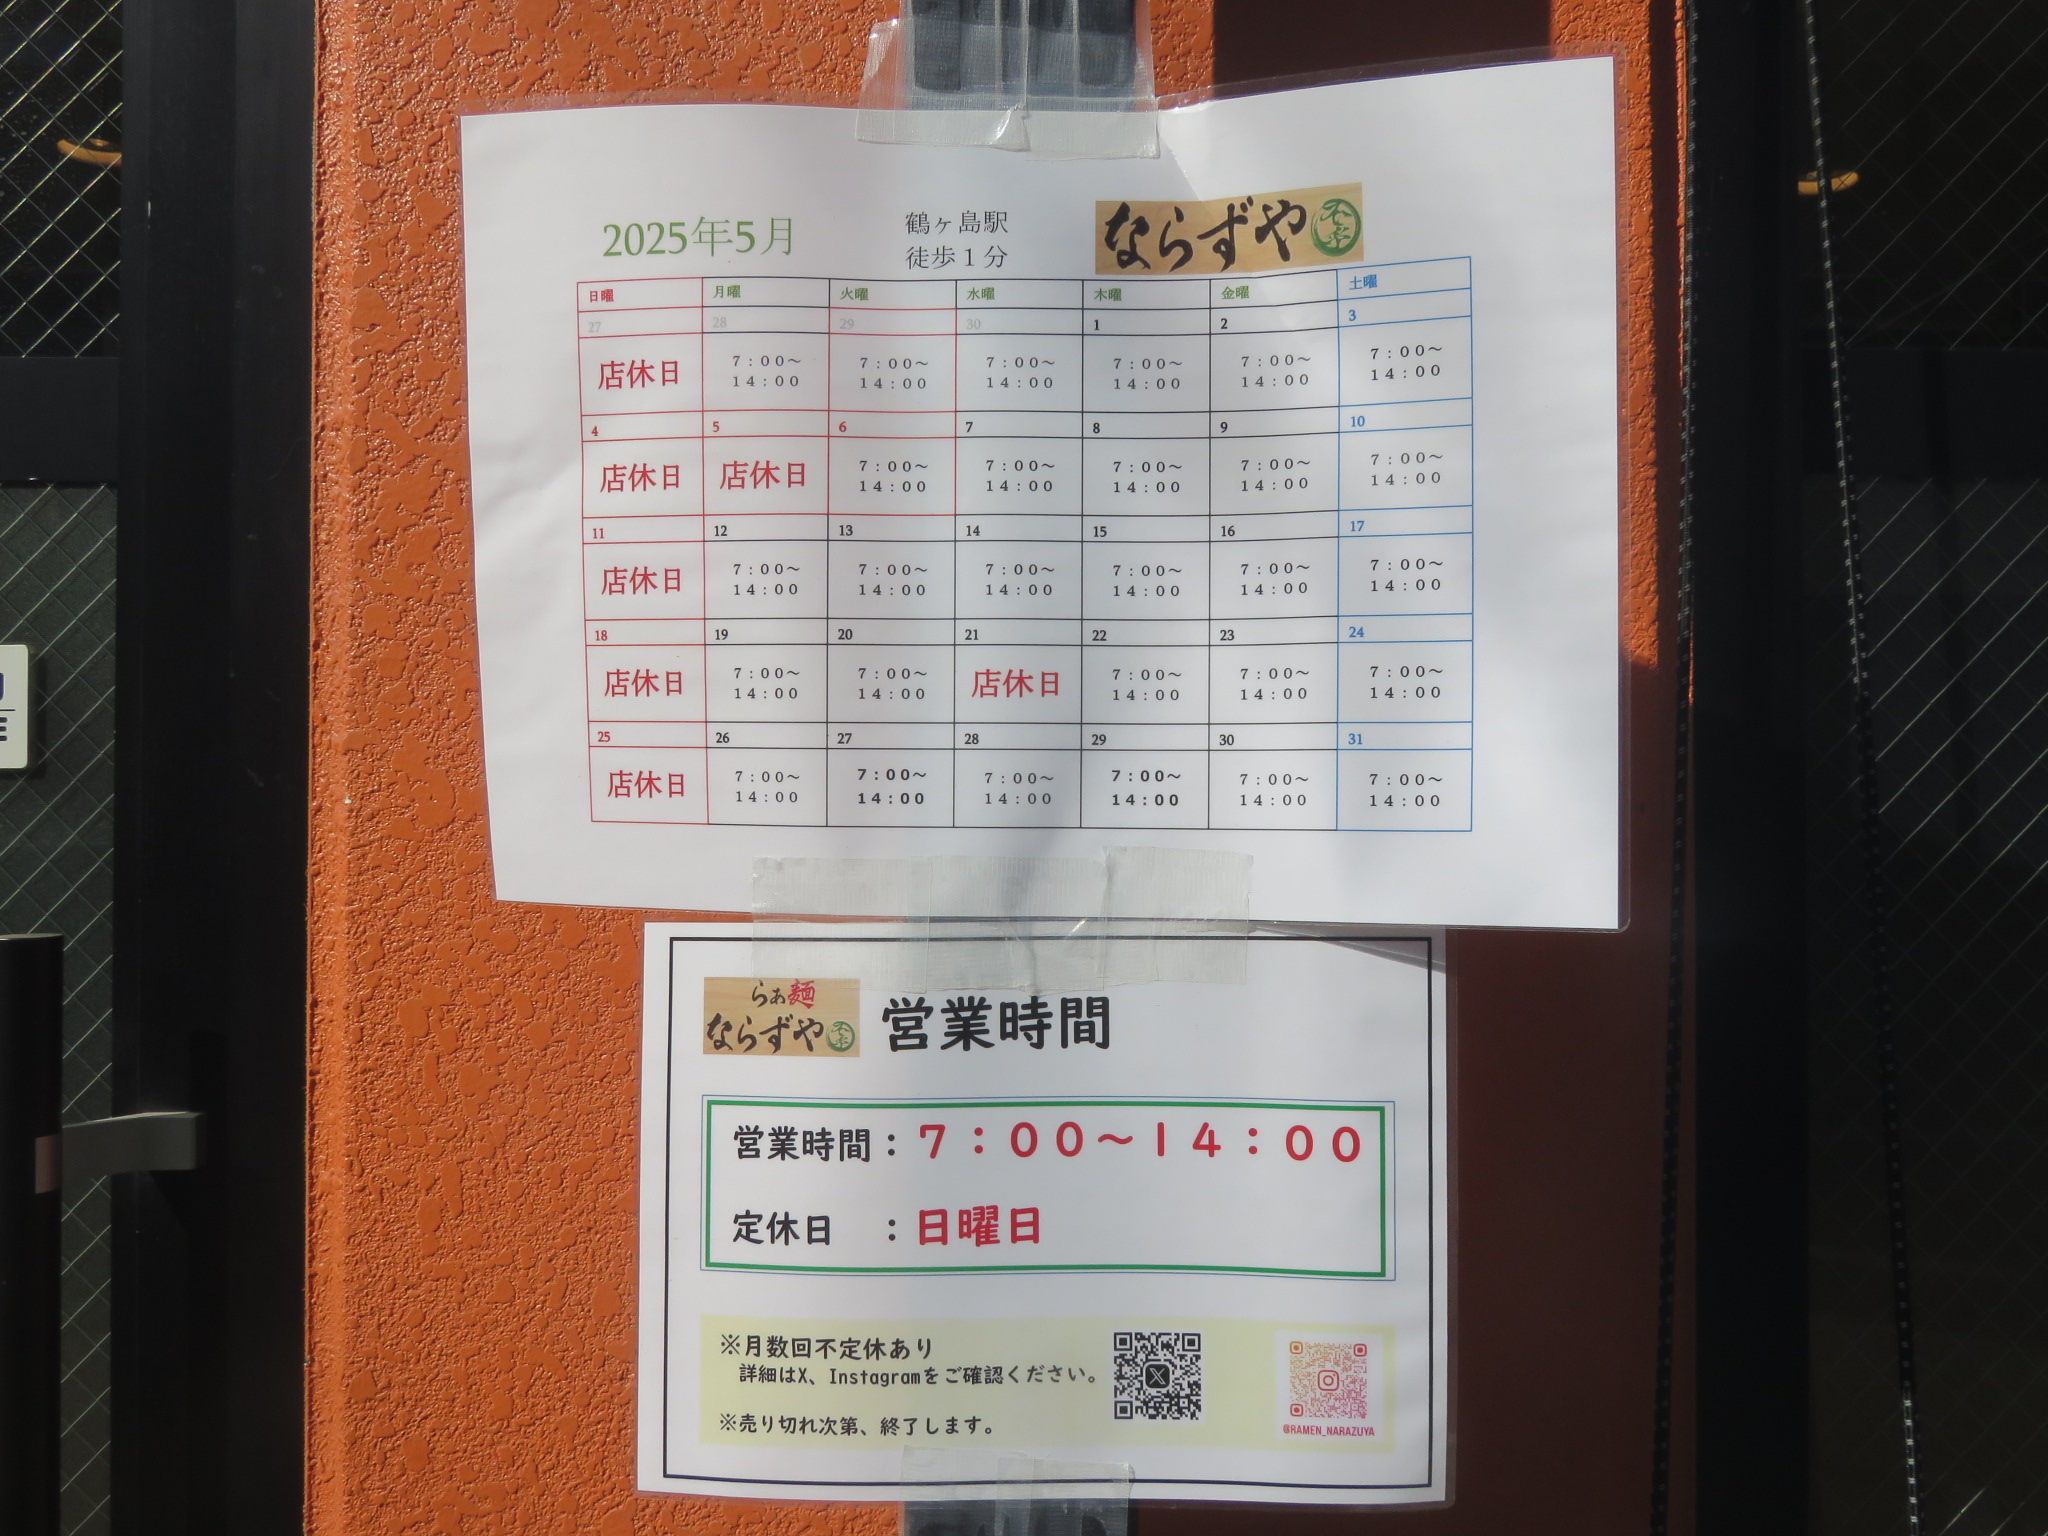 2025年5月
鶴ヶ島駅
徒歩１分
ならずや
日曜 月曜 火曜 水曜 木曜 金曜 土曜
27 28 29 30 1 2 3
店休日 7：00～14：00 7：00～14：00 7：00～14：00 7：00～14：00 7：00～14：00 7：00～14：00
4 5 6 7 8 9 10
店休日 店休日 7：00～14：00 7：00～14：00 7：00～14：00 7：00～14：00 7：00～14：00
11 12 13 14 15 16 17
店休日 7：00～14：00 7：00～14：00 7：00～14：00 7：00～14：00 7：00～14：00 7：00～14：00
18 19 20 21 22 23 24
店休日 7：00～14：00 7：00～14：00 店休日 7：00～14：00 7：00～14：00 7：00～14：00
25 26 27 28 29 30 31
店休日 7：00～14：00 7：00～14：00 7：00～14：00 7：00～14：00 7：00～14：00 7：00～14：00
らぁ麺
ならずや
営業時間
営業時間：７：００～１４：００
定休日　：日曜日
※月数回不定休あり
詳細はX、Instagramをご確認ください。
※売り切れ次第、終了します。
@RAMEN_NARAZUYA